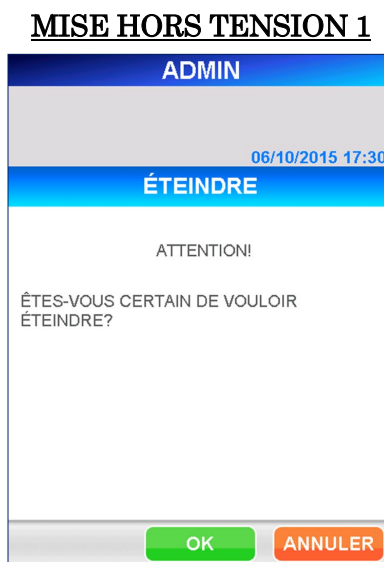 MISE HORS TENSION 1
ADMIN
06/10/2015 17:30
ÉTEINDRE
ATTENTION!
ÊTES-VOUS CERTAIN DE VOULOIR
ÉTEINDRE?
OK
ANNULER